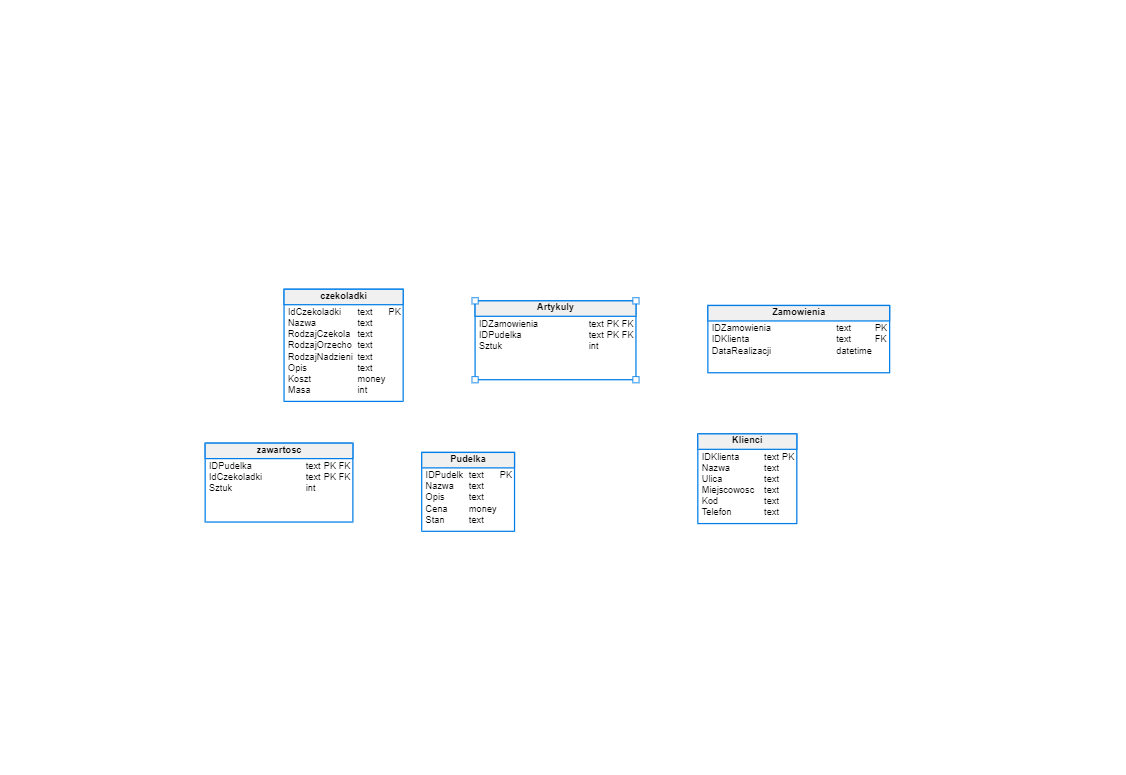 czekoladki
IdCzekoladki text PK
Nazwa text
RodzajCzekola text
RodzajOrzecho text
RodzajNadzieni text
Opis text
Koszt money
Masa int
Artykuly
IDZamowienia text PK FK
IDPudelka text PK FK
Sztuk int
Zamowienia
IDZamowienia text PK
IDKlienta text FK
DataRealizacji datetime
zawartosc
IDPudelka text PK FK
IdCzekoladki text PK FK
Sztuk int
Pudelka
IDPudelk text PK
Nazwa text
Opis text
Cena money
Stan text
Klienci
IDKlienta text PK
Nazwa text
Ulica text
Miejscowosc text
Kod text
Telefon text